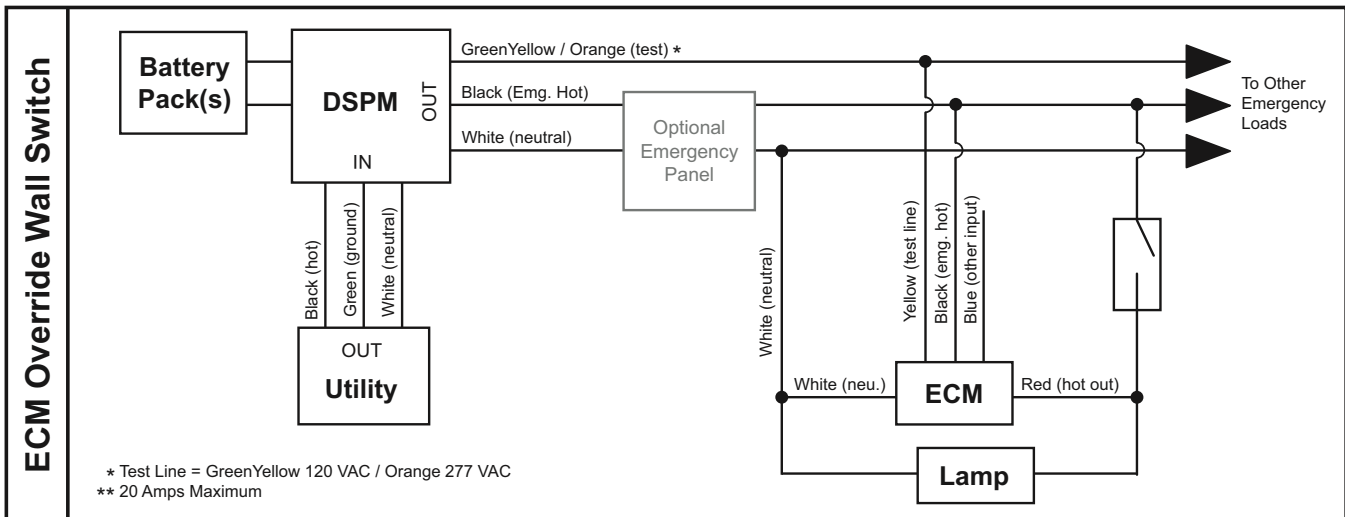 ECM Override Wall Switch
Battery
Pack(s)
DSPM
OUT
IN
GreenYellow / Orange (test) *
Black (Emg. Hot)
White (neutral)
Optional
Emergency
Panel
To Other
Emergency
Loads
Black (hot)
Green (ground)
White (neutral)
OUT
Utility
White (neutral)
Yellow (test line)
Black (emg. hot)
Blue (other input)
White (neu.)
ECM
Red (hot out)
Lamp
* Test Line = GreenYellow 120 VAC / Orange 277 VAC
** 20 Amps Maximum